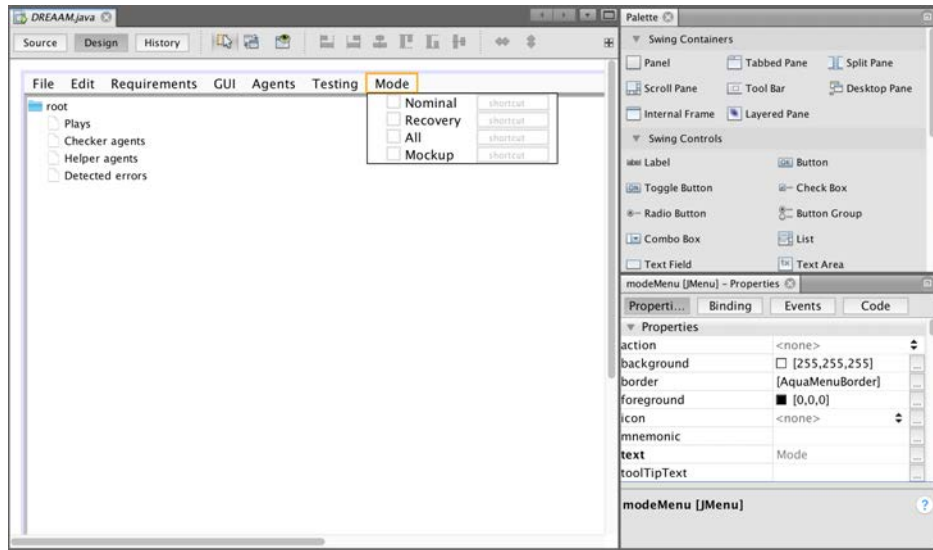 DREAAM.java
Source Design History
File Edit Requirements GUI Agents Testing Mode
root
Plays
Checker agents
Helper agents
Detected errors
Nominal shortcut
Recovery shortcut
All shortcut
Mockup shortcut
Palette
Swing Containers
Panel Tabbed Pane Split Pane
Scroll Pane Tool Bar Desktop Pane
Internal Frame Layered Pane
Swing Controls
label Label OK Button
ON Toggle Button Check Box
Radio Button Button Group
Combo Box List
Text Field Text Area
modeMenu [JMenu] - Properties
Properti... Binding Events Code
Properties
action <none>
background [255,255,255] ...
border [AquaMenuBorder] ...
foreground [0,0,0] ...
icon <none> ...
mnemonic ...
text Mode ...
toolTipText ...
modeMenu [JMenu] ?